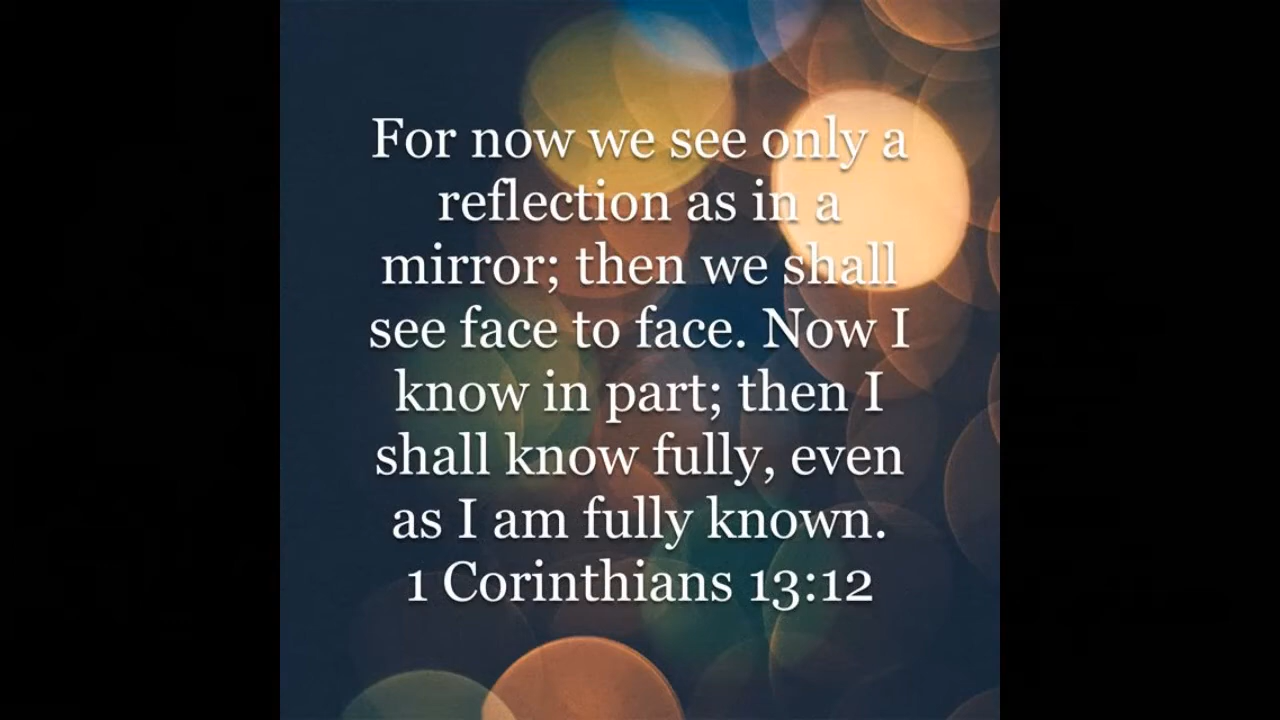 For now we see only a
reflection as in a
mirror; then we shall
see face to face. Now I
know in part; then I
shall know fully, even
as I am fully known.
1 Corinthians 13:12